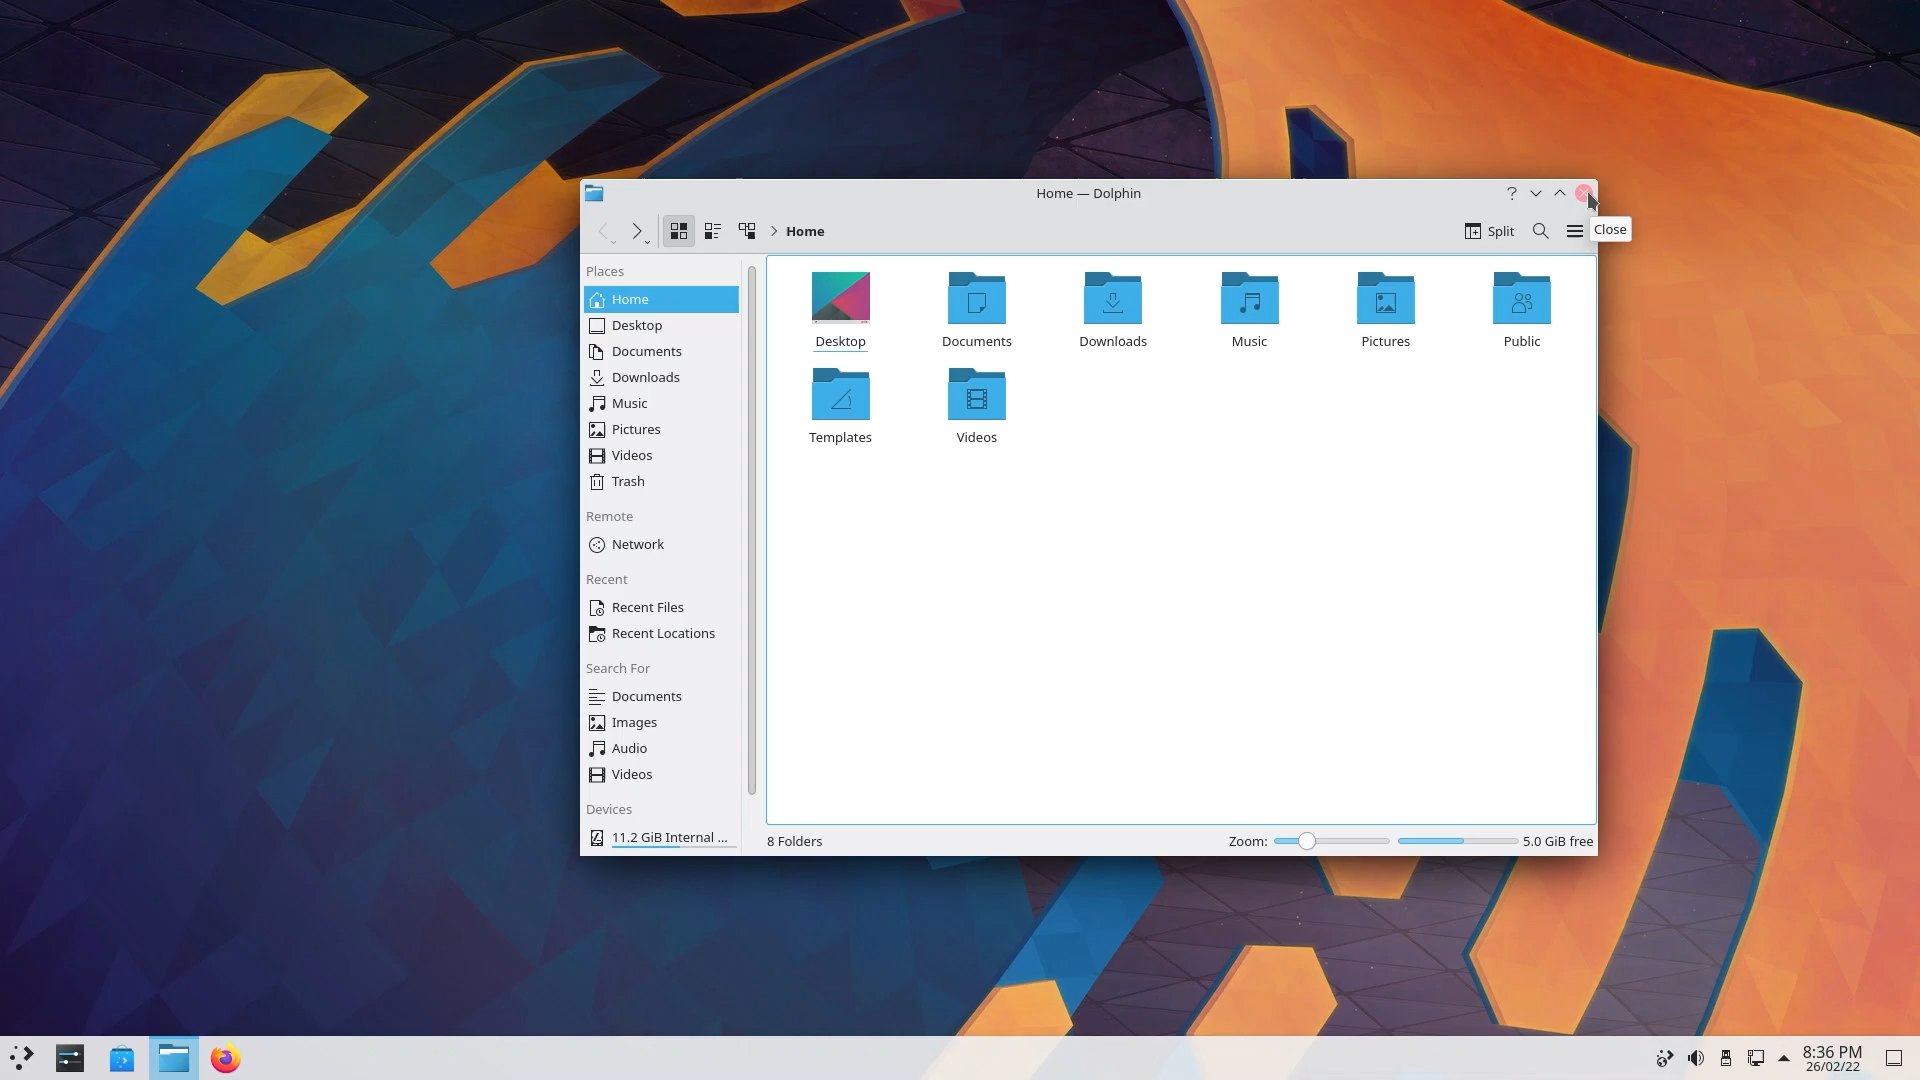 Home — Dolphin
Home
Split
Close
Places
Home
Desktop
Documents
Downloads
Music
Pictures
Videos
Trash
Remote
Network
Recent
Recent Files
Recent Locations
Search For
Documents
Images
Audio
Videos
Devices
11.2 GiB Internal ...
Desktop
Documents
Downloads
Music
Pictures
Public
Templates
Videos
8 Folders
Zoom:
5.0 GiB free
8:36 PM
26/02/22